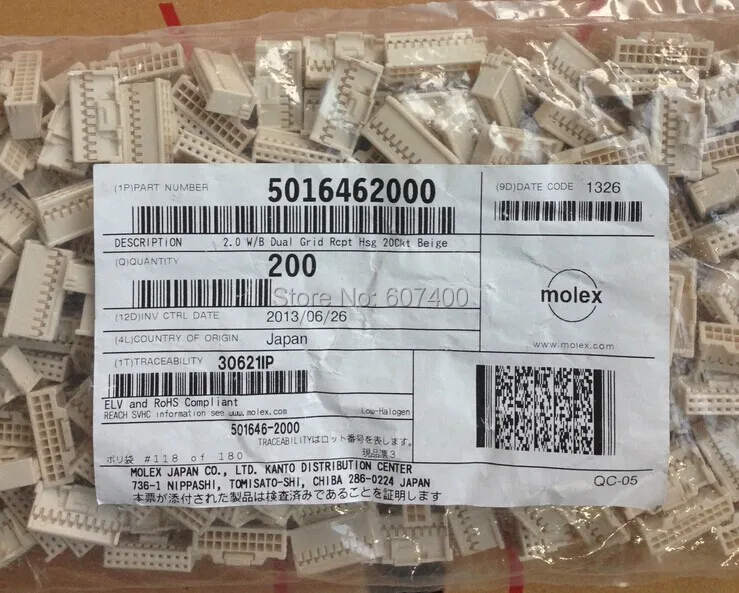 (1P)PART NUMBER 5016462000
(9D)DATE CODE 1326
DESCRIPTION 2.0 W/B Dual Grid Rcpt Hsg 20Ckt Beige
(Q)QUANTITY 200
Store No: 607400
molex
(12D)INV CTRL DATE 2013/06/26
(4L)COUNTRY OF ORIGIN Japan
www.molex.com
(1T)TRACEABILITY 30621IP
ELV and RoHS Compliant
REACH SVHC information see www.molex.com Low-Halogen
501646-2000
TRACEABILITYはロット番号を表します。
ポリ袋 #118 of 180 現品票3
MOLEX JAPAN CO., LTD. KANTO DISTRIBUTION CENTER
736-1 NIPPASHI, TOMISATO-SHI, CHIBA 286-0224 JAPAN
QC-05
本票が添付された製品は検査済みであることを証明します